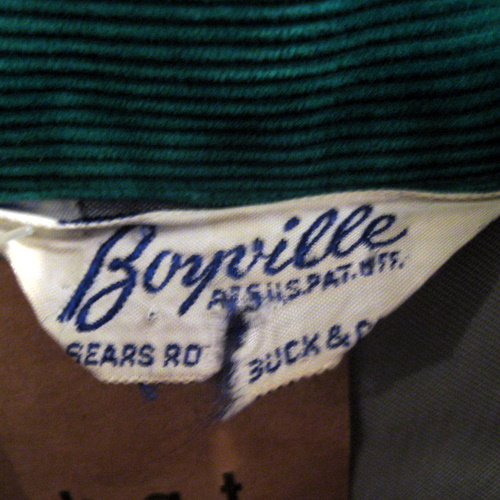 Boyville
REG.U.S.PAT.OFF.
SEARS RO BUCK & C